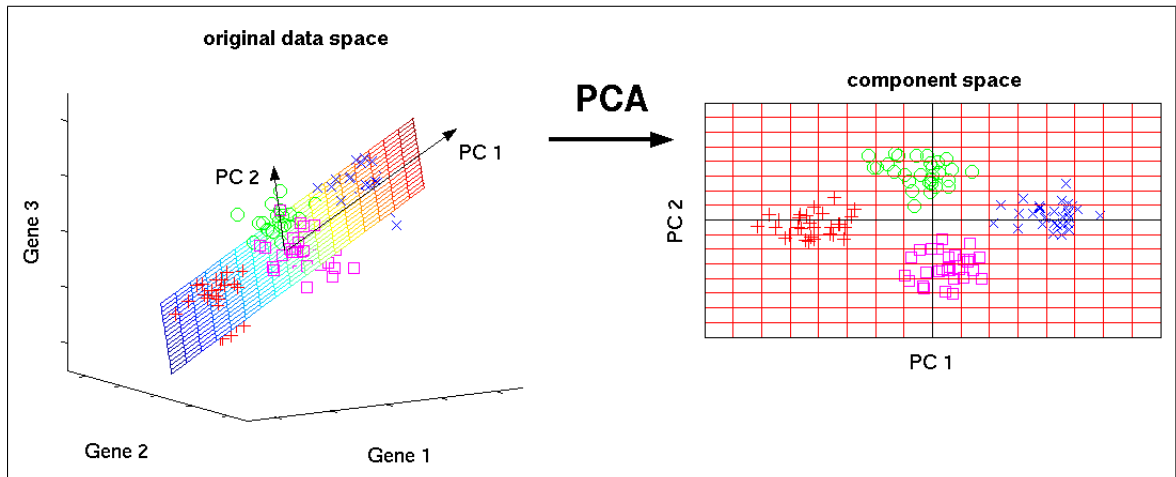 original data space
PCA
component space
PC 1
PC 2
Gene 3
Gene 2
Gene 1
PC 2
PC 1